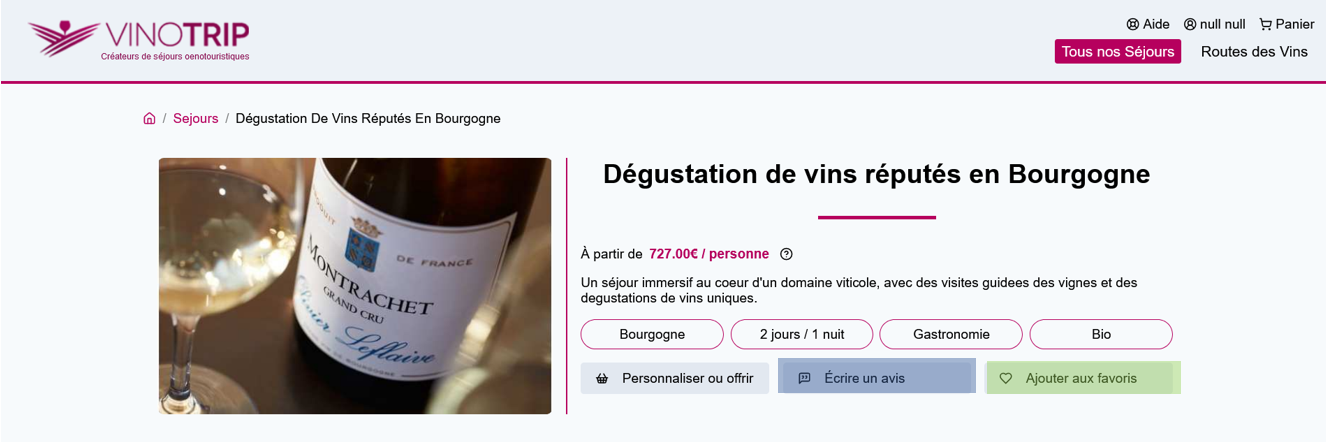 VINOTRIP
Créateurs de séjours oenotouristiques
Aide
null null
Panier
Tous nos Séjours
Routes des Vins
/ Sejours / Dégustation De Vins Réputés En Bourgogne
PRODUIT DE FRANCE
MONTRACHET
GRAND CRU
Olivier Leflaive
Dégustation de vins réputés en Bourgogne
À partir de 727.00€ / personne
Un séjour immersif au coeur d'un domaine viticole, avec des visites guidees des vignes et des
degustations de vins uniques.
Bourgogne
2 jours / 1 nuit
Gastronomie
Bio
Personnaliser ou offrir
Écrire un avis
Ajouter aux favoris